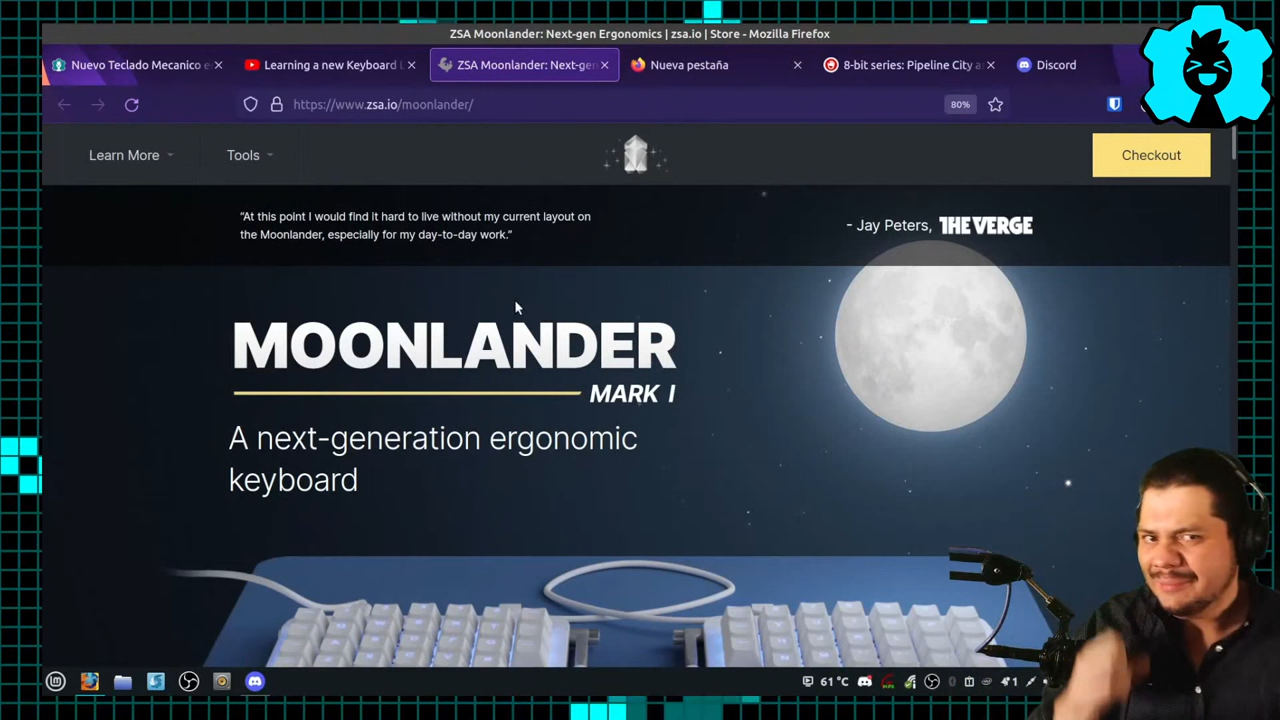 ZSA Moonlander: Next-gen Ergonomics | zsa.io | Store - Mozilla Firefox
Nuevo Teclado Mecanico e
Learning a new Keyboard L
ZSA Moonlander: Next-gen
Nueva pestaña
8-bit series: Pipeline City a
Discord
https://www.zsa.io/moonlander/
80%
Learn More
Tools
Checkout
“At this point I would find it hard to live without my current layout on
the Moonlander, especially for my day-to-day work.”
- Jay Peters, THE VERGE
MOONLANDER
MARK I
A next-generation ergonomic
keyboard
61 °C
1